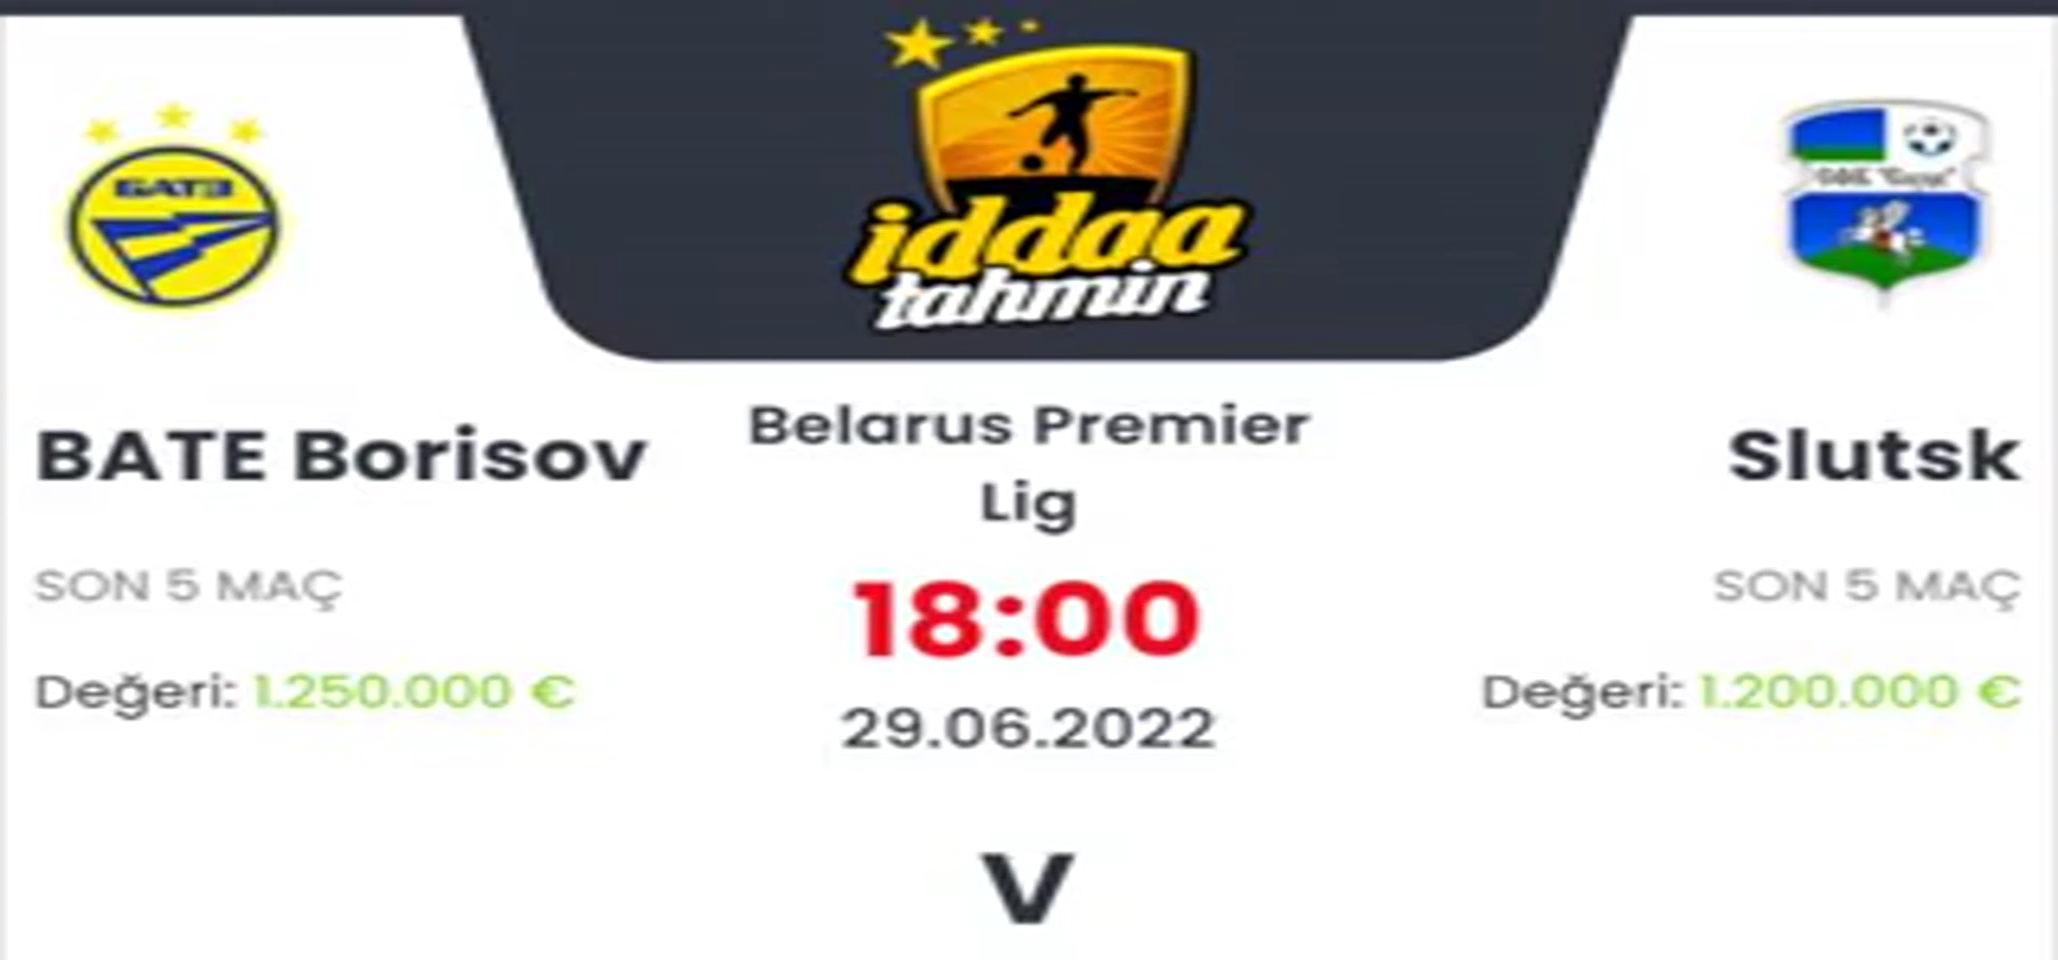 БАТЭ
iddaa
tahmin
BATE Borisov
Belarus Premier
Lig
Slutsk
SON 5 MAÇ
18:00
SON 5 MAÇ
Değeri: 1.250.000 €
29.06.2022
Değeri: 1.200.000 €
V